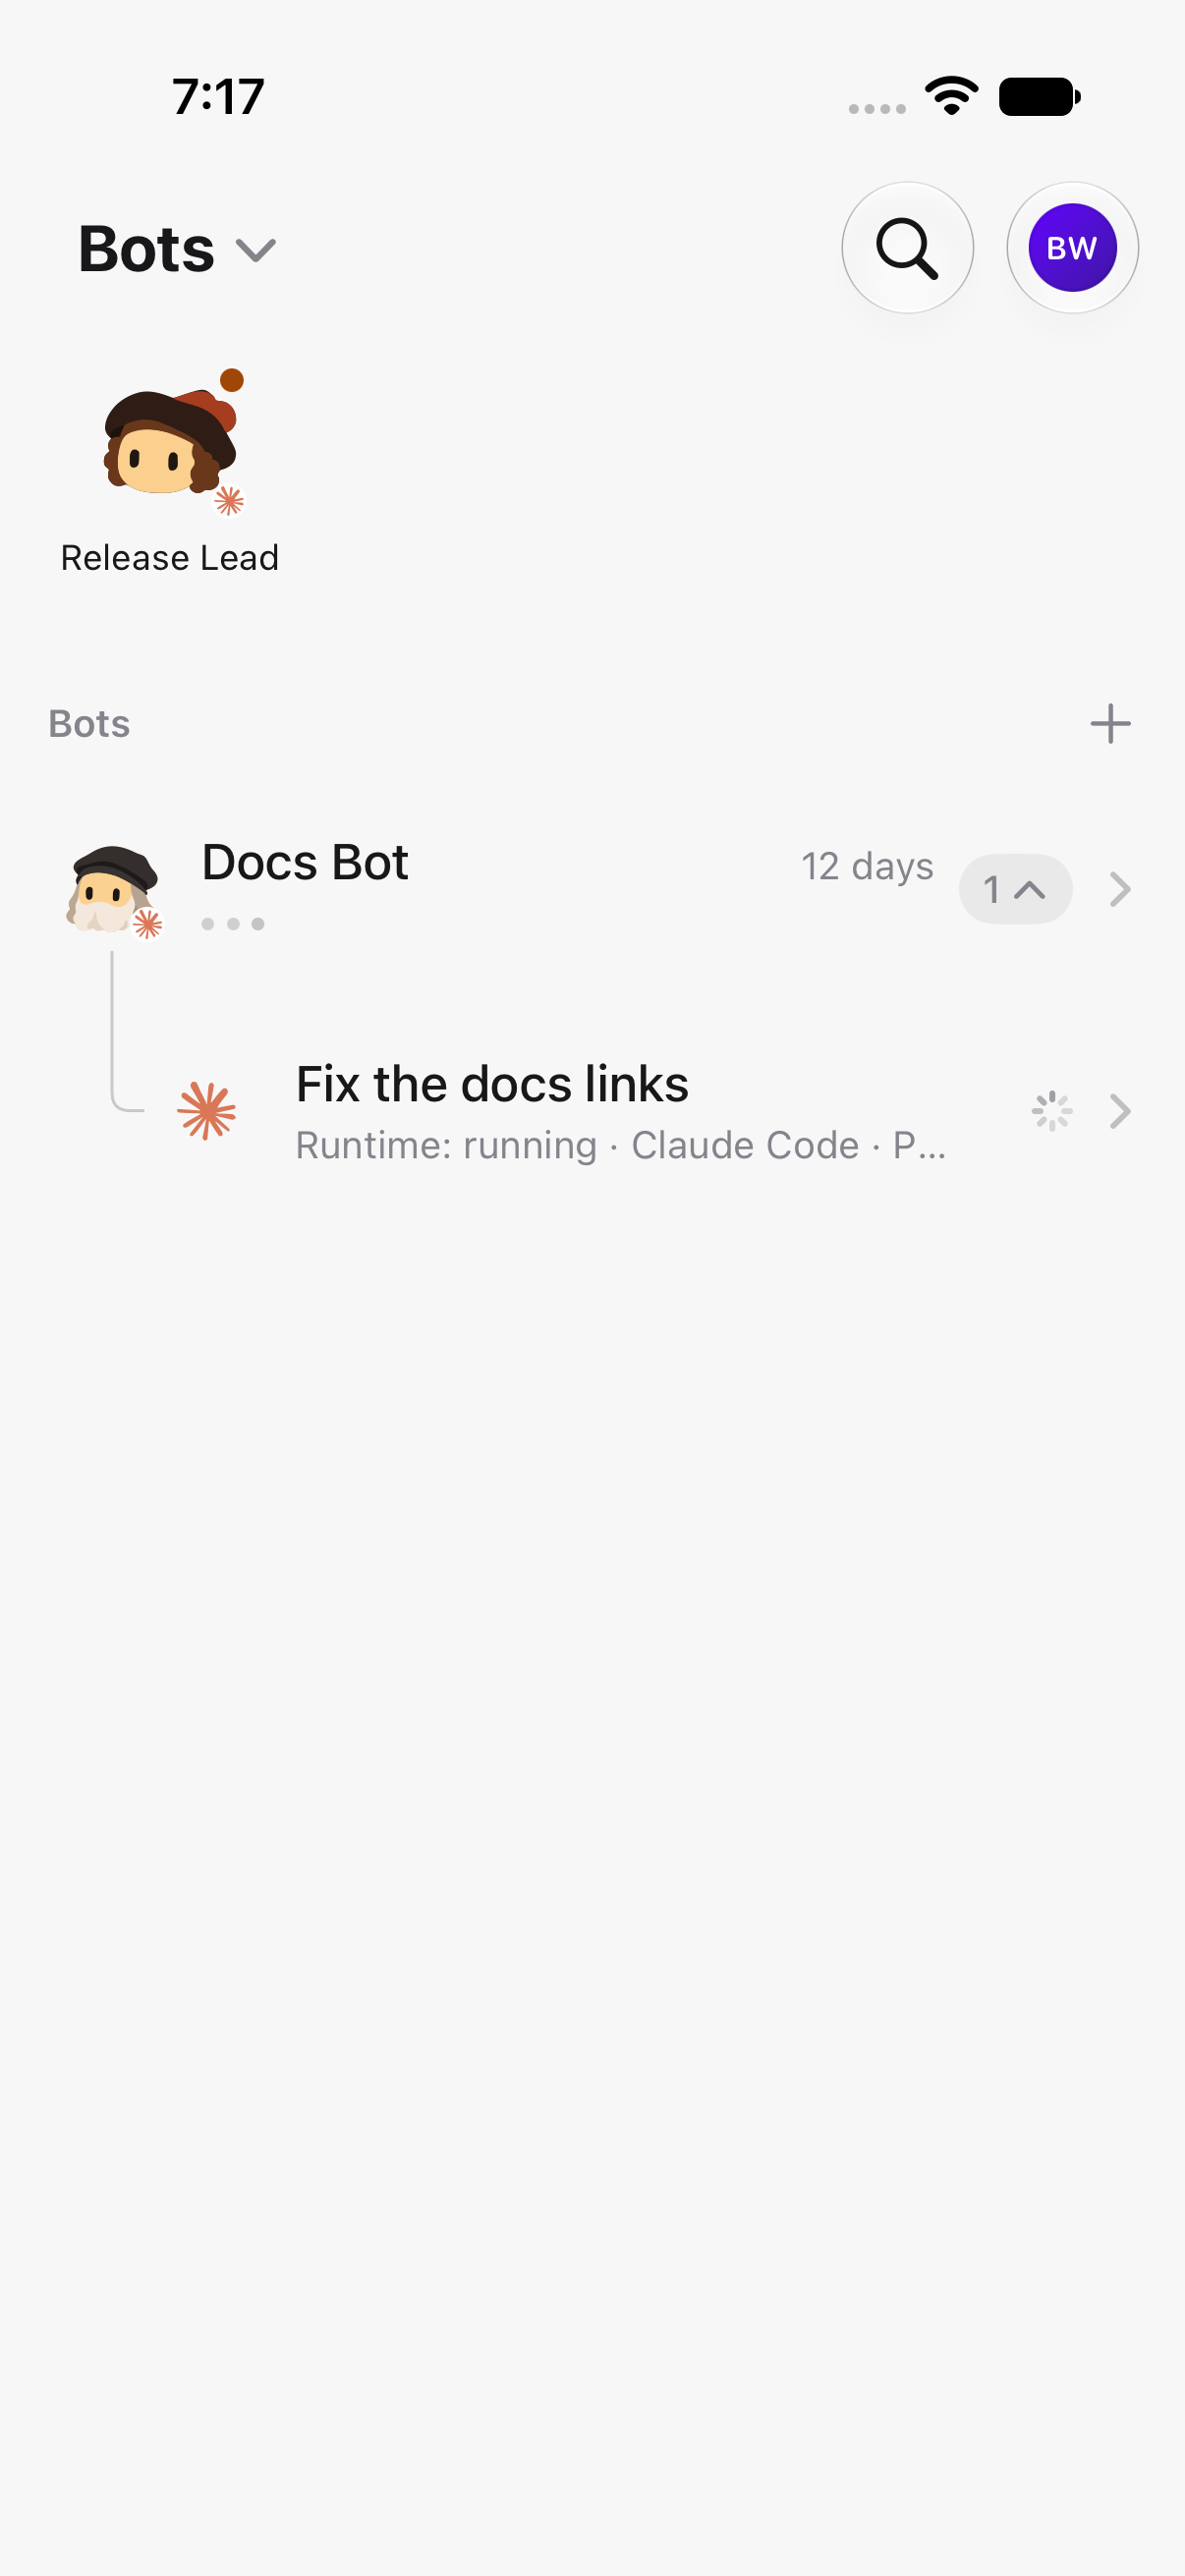 7:17
Bots
BW
Release Lead
Bots
Docs Bot
12 days
1
Fix the docs links
Runtime: running · Claude Code · P...